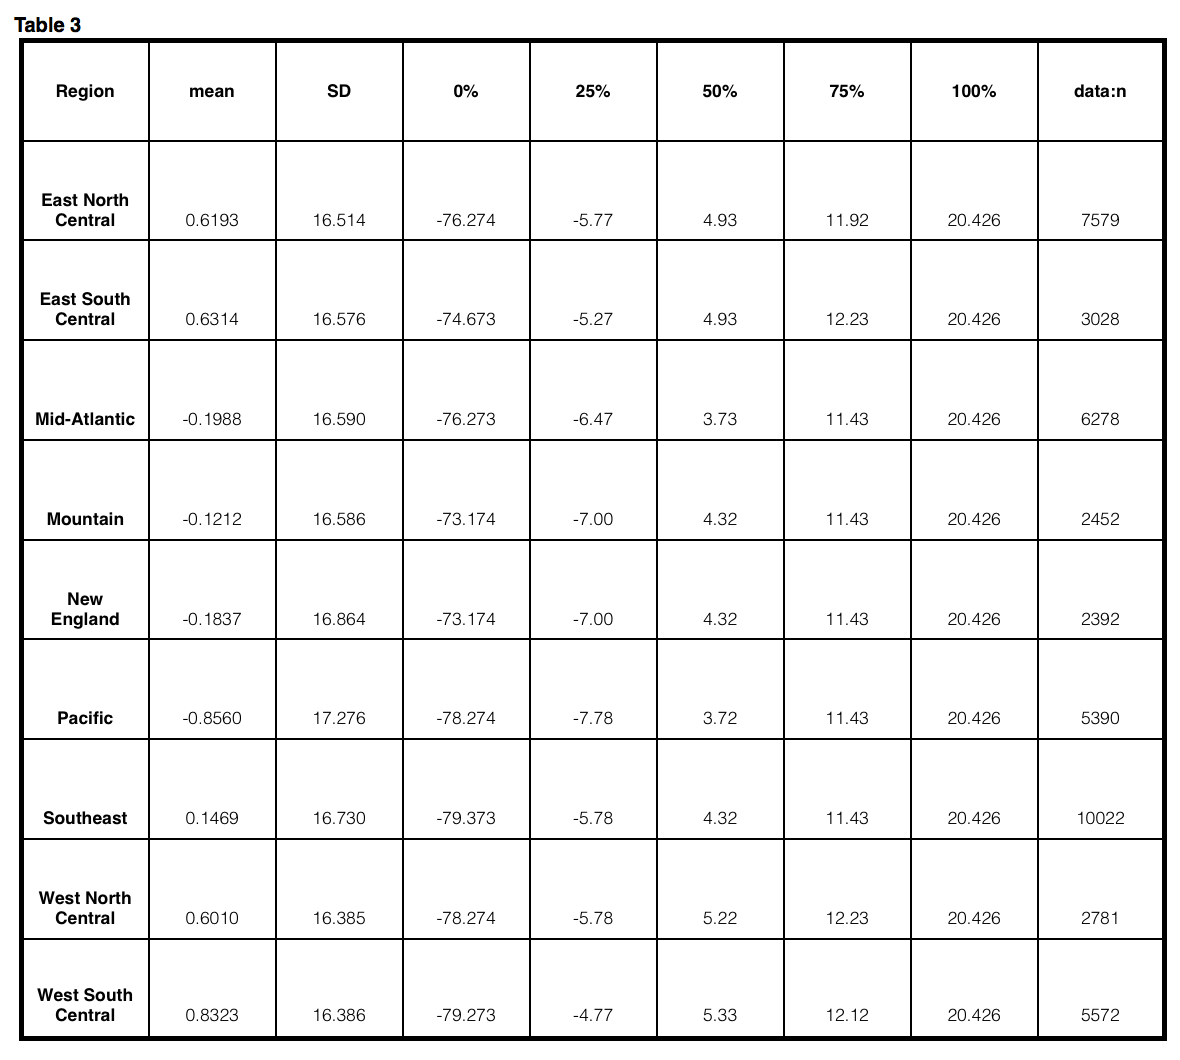 Table 3
Region mean SD 0% 25% 50% 75% 100% data:n
East North
Central 0.6193 16.514 -76.274 -5.77 4.93 11.92 20.426 7579
East South
Central 0.6314 16.576 -74.673 -5.27 4.93 12.23 20.426 3028
Mid-Atlantic -0.1988 16.590 -76.273 -6.47 3.73 11.43 20.426 6278
Mountain -0.1212 16.586 -73.174 -7.00 4.32 11.43 20.426 2452
New
England -0.1837 16.864 -73.174 -7.00 4.32 11.43 20.426 2392
Pacific -0.8560 17.276 -78.274 -7.78 3.72 11.43 20.426 5390
Southeast 0.1469 16.730 -79.373 -5.78 4.32 11.43 20.426 10022
West North
Central 0.6010 16.385 -78.274 -5.78 5.22 12.23 20.426 2781
West South
Central 0.8323 16.386 -79.273 -4.77 5.33 12.12 20.426 5572